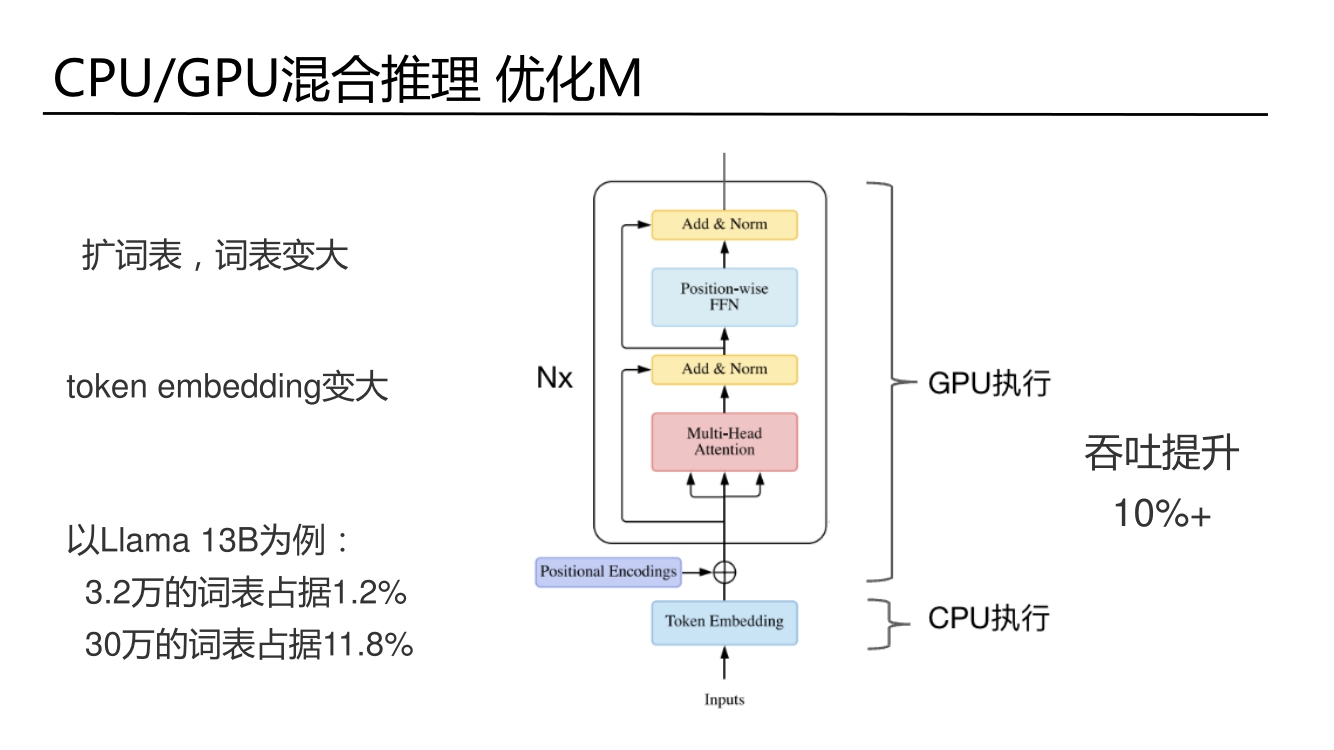 CPU/GPU混合推理 优化M
扩词表，词表变大
token embedding变大
以Llama 13B为例：
3.2万的词表占据1.2%
30万的词表占据11.8%
Add & Norm
Position-wise
FFN
Nx
Add & Norm
Multi-Head
Attention
Positional Encodings
Token Embedding
Inputs
GPU执行
CPU执行
吞吐提升
10%+